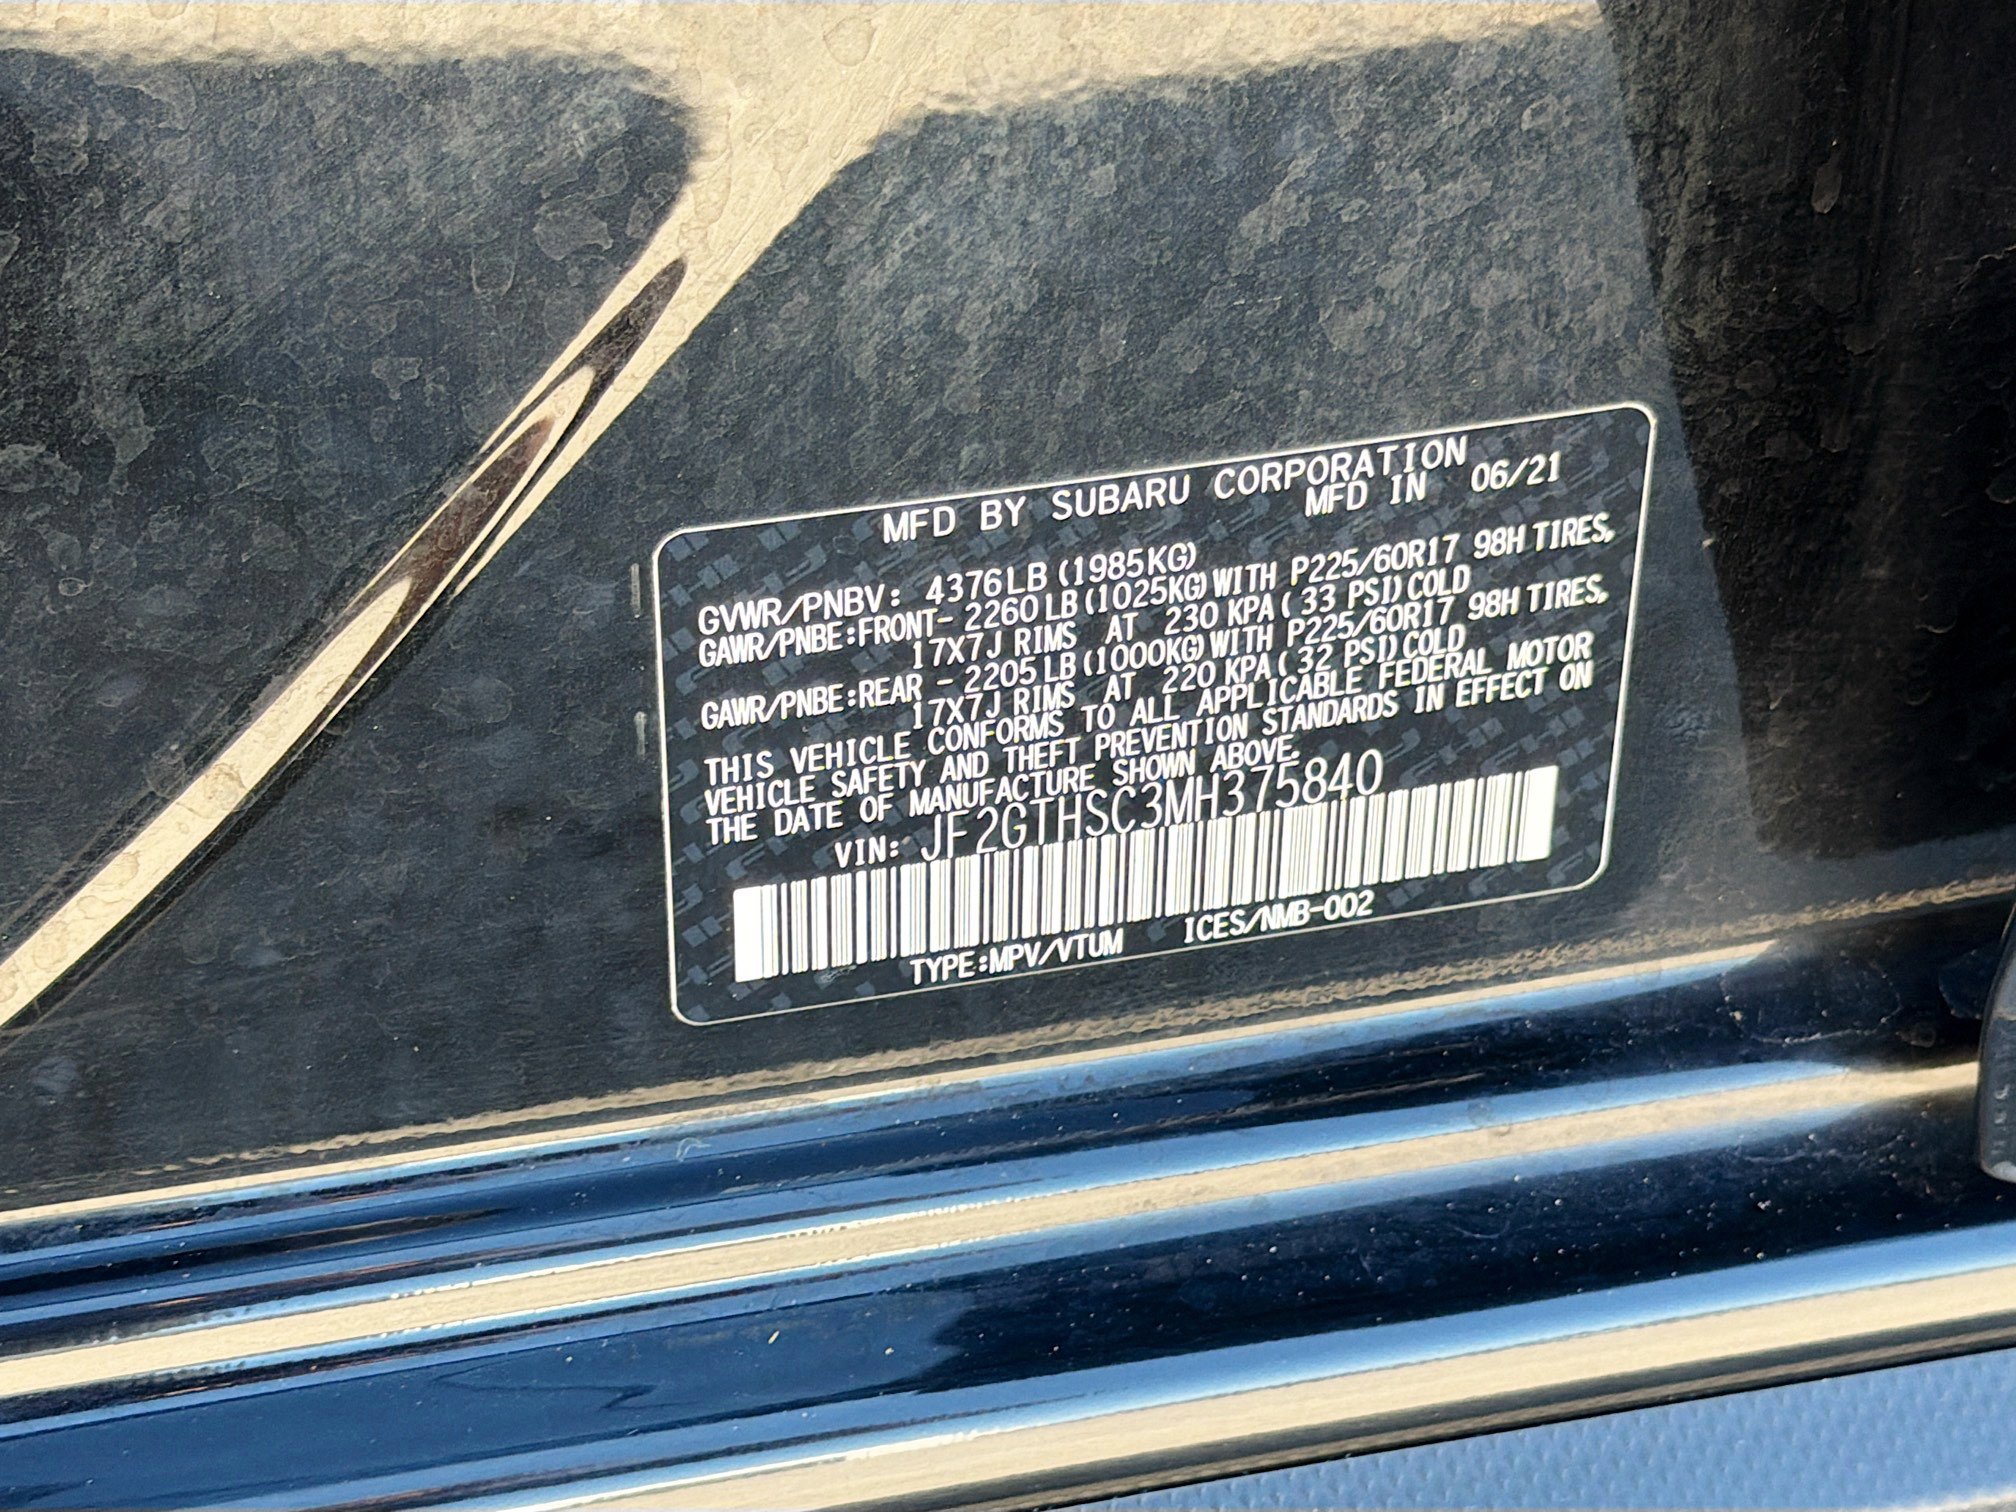 MFD BY SUBARU CORPORATION
MFD IN 06/21
GVWR/PNBV: 4376LB(1985KG)
GAWR/PNBE:FRONT- 2260LB(1025KG)WITH P225/60R17 98H TIRES,
17X7J RIMS AT 230 KPA( 33 PSI)COLD
GAWR/PNBE:REAR - 2205LB(1000KG)WITH P225/60R17 98H TIRES,
17X7J RIMS AT 220 KPA( 32 PSI)COLD
THIS VEHICLE CONFORMS TO ALL APPLICABLE FEDERAL MOTOR
VEHICLE SAFETY AND THEFT PREVENTION STANDARDS IN EFFECT ON
THE DATE OF MANUFACTURE SHOWN ABOVE.
VIN: JF2GTHSC3MH375840
TYPE:MPV/VTUM ICES/NMB-002